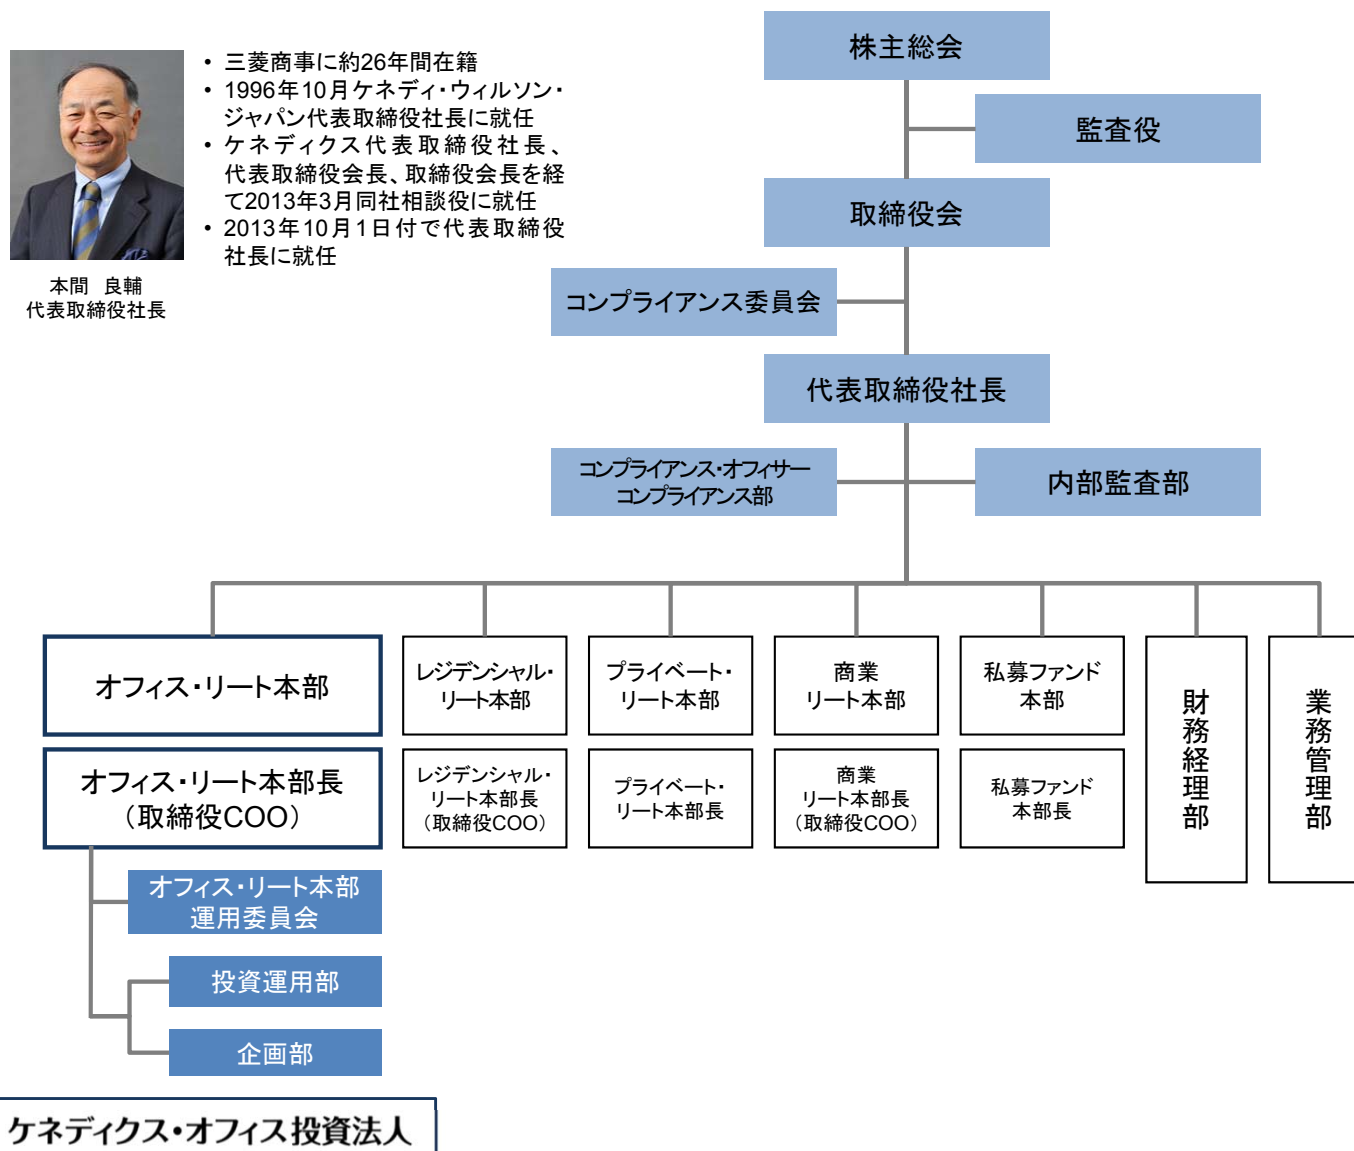 • 三菱商事に約26年間在籍
• 1996年10月ケネディ・ウィルソン・
ジャパン代表取締役社長に就任
• ケネディクス代表取締役社長、
代表取締役会長、取締役会長を経
て2013年3月同社相談役に就任
• 2013年10月1日付で代表取締役
社長に就任
本間　良輔
代表取締役社長
株主総会
監査役
取締役会
コンプライアンス委員会
代表取締役社長
コンプライアンス・オフィサー
コンプライアンス部
内部監査部
オフィス・リート本部
レジデンシャル・
リート本部
プライベート・
リート本部
商業
リート本部
私募ファンド
本部
財務経理部
業務管理部
オフィス・リート本部長
（取締役COO）
レジデンシャル・
リート本部長
（取締役COO）
プライベート・
リート本部長
商業
リート本部長
（取締役COO）
私募ファンド
本部長
オフィス・リート本部
運用委員会
投資運用部
企画部
ケネディクス・オフィス投資法人